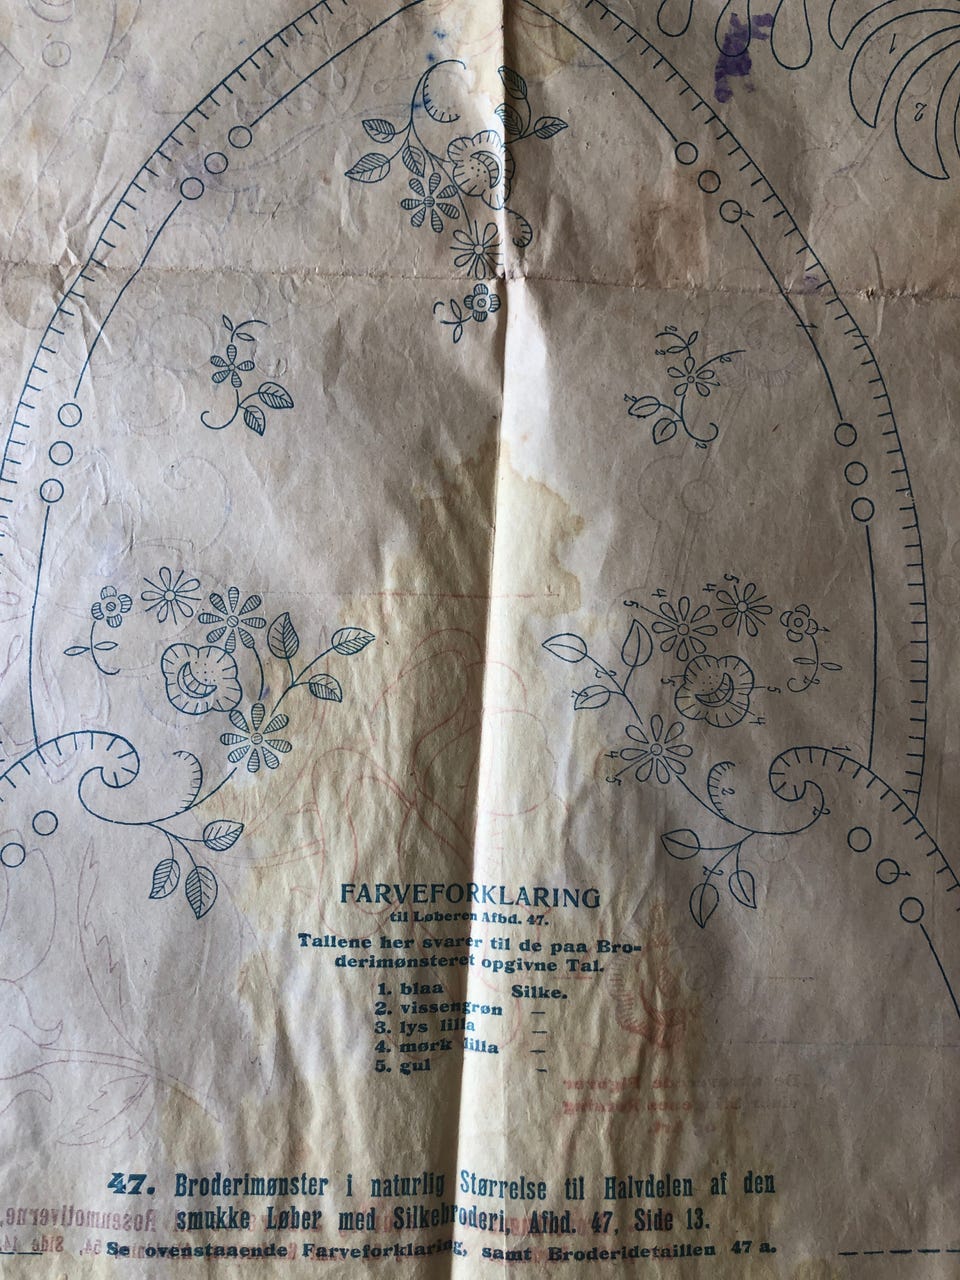 FARVEFORKLARING
til Løberen Afbd. 47.
Tallene her svarer til de paa Bro-
derimønsteret opgivne Tal.
1. blaa Silke.
2. vissengrøn —
3. lys lilla —
4. mørk lilla —
5. gul -
47. Broderimønster i naturlig Størrelse til Halvdelen af den
smukke Løber med Silkebroderi, Afbd. 47, Side 13.
Se ovenstaaende Farveforklaring, samt Broderidetaillen 47 a.